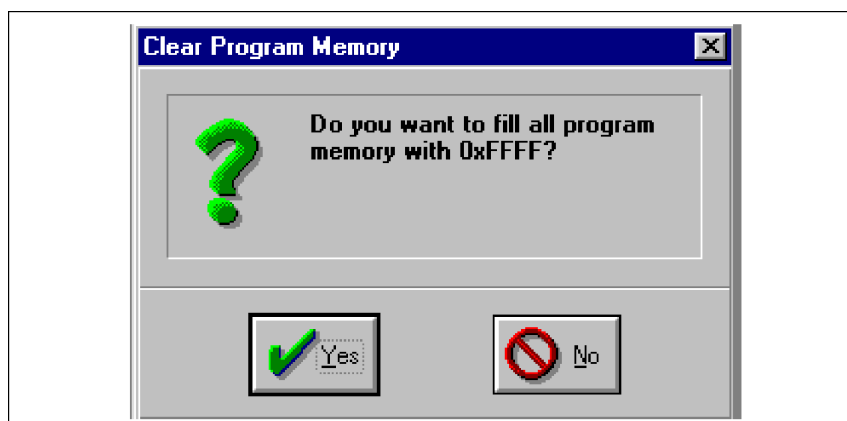 Clear Program Memory
Do you want to fill all program
memory with 0xFFFF?
Yes
No